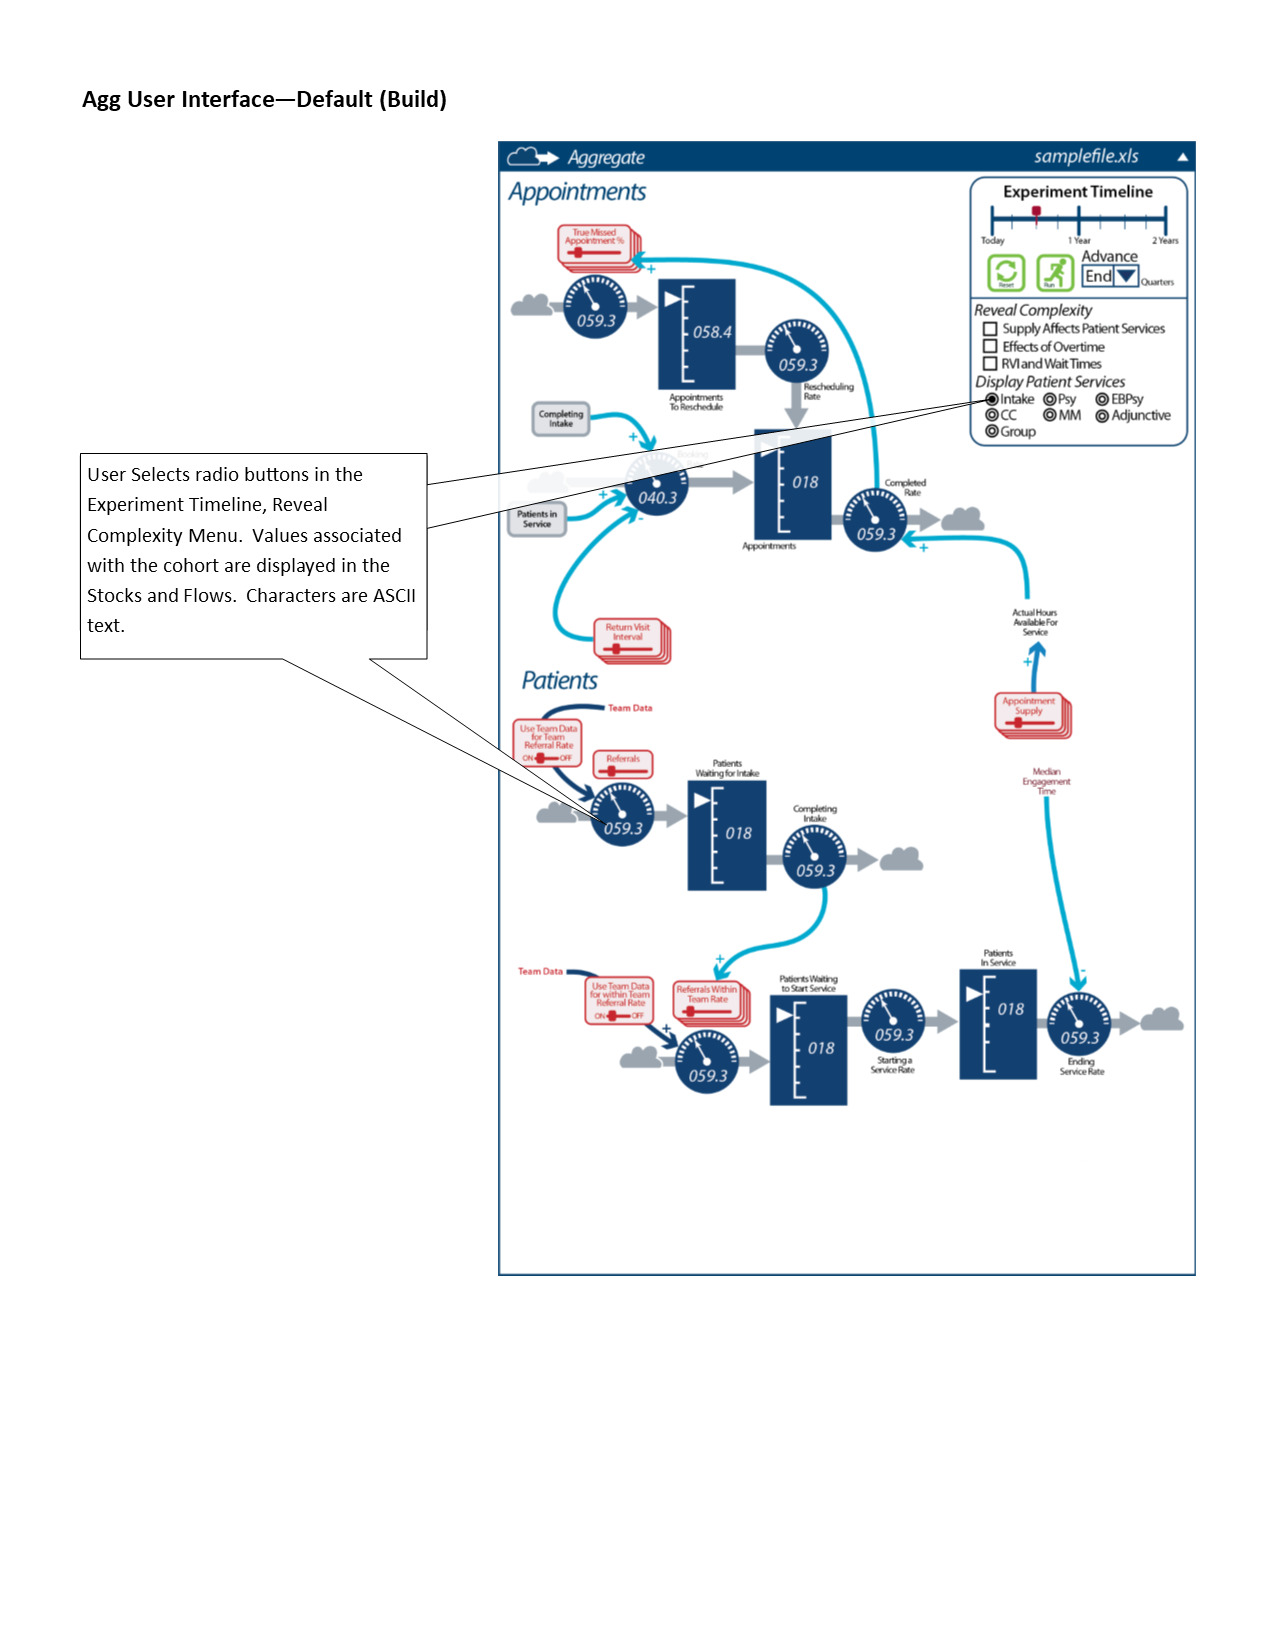 Agg User Interface—Default (Build)
Aggregate
samplefile.xls
Appointments
Experiment Timeline
Today
1 Year
2 Years
Reset
Run
Advance
End
Quarters
Reveal Complexity
Supply Affects Patient Services
Effects of Overtime
RVI and Wait Times
Display Patient Services
Intake Psy EBPsy
CC MM Adjunctive
Group
True Missed
Appointment %
+
059.3
058.4
059.3
Appointments
To Reschedule
Rescheduling
Rate
Completing
Intake
+
Booking
040.3
+
-
Patients in
Service
018
Appointments
Completed
Rate
059.3
+
User Selects radio buttons in the
Experiment Timeline, Reveal
Complexity Menu. Values associated
with the cohort are displayed in the
Stocks and Flows. Characters are ASCII
text.
Return Visit
Interval
Actual Hours
Available For
Service
+
Appointment
Supply
Patients
Team Data
Use Team Data
for Team
Referral Rate
ON OFF
Referrals
059.3
Patients
Waiting for Intake
018
Completing
Intake
059.3
Median
Engagement
Time
+
Team Data
Use Team Data
for within Team
Referral Rate
ON OFF
+
Referrals Within
Team Rate
059.3
Patients Waiting
to Start Service
018
059.3
Starting a
Service Rate
Patients
In Service
018
-
059.3
Ending
Service Rate